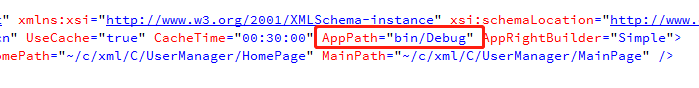 " xmlns:xsi="http://www.w3.org/2001/XMLSchema-instance" xsi:schemaLocation="http://www.
cn" UseCache="true" CacheTime="00:30:00" AppPath="bin/Debug" AppRightBuilder="Simple">
omePath="~/c/xml/C/UserManager/HomePage" MainPath="~/c/xml/C/UserManager/MainPage" />